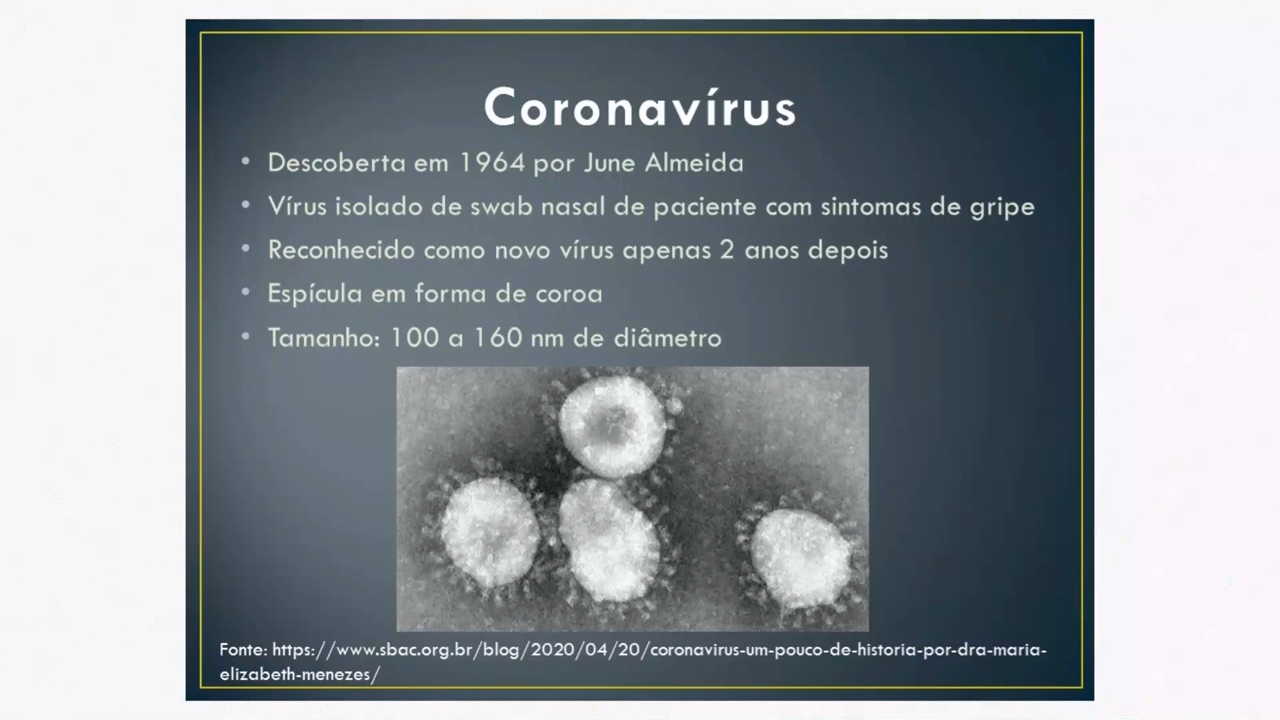 Coronavírus
• Descoberta em 1964 por June Almeida
• Vírus isolado de swab nasal de paciente com sintomas de gripe
• Reconhecido como novo vírus apenas 2 anos depois
• Espícula em forma de coroa
• Tamanho: 100 a 160 nm de diâmetro
Fonte: https://www.sbac.org.br/blog/2020/04/20/coronavirus-um-pouco-de-historia-por-dra-maria-
elizabeth-menezes/